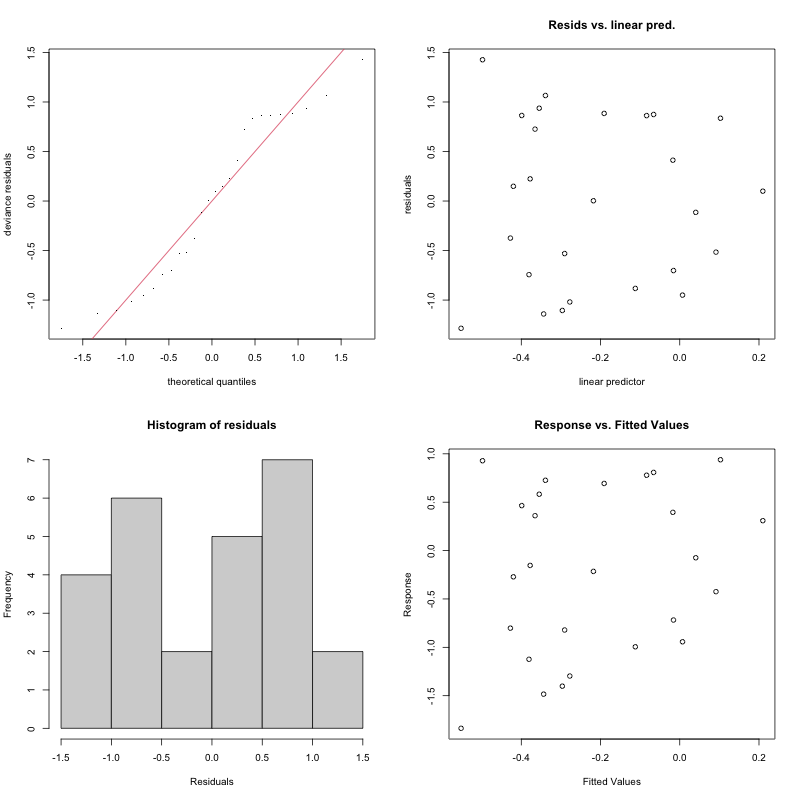 deviance residuals
1.5
1.0
0.5
0.0
-0.5
-1.0
-1.5 -1.0 -0.5 0.0 0.5 1.0 1.5
theoretical quantiles
Resids vs. linear pred.
residuals
1.5
1.0
0.5
0.0
-0.5
-1.0
-0.4 -0.2 0.0 0.2
linear predictor
Histogram of residuals
Frequency
7
6
5
4
3
2
1
0
-1.5 -1.0 -0.5 0.0 0.5 1.0 1.5
Residuals
Response vs. Fitted Values
Response
1.0
0.5
0.0
-0.5
-1.0
-1.5
-0.4 -0.2 0.0 0.2
Fitted Values